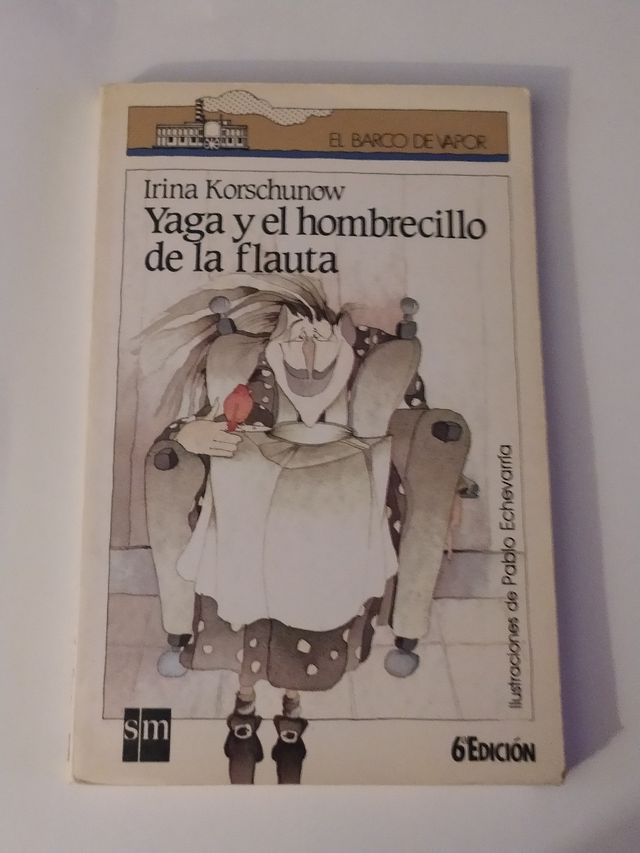 EL BARCO DE VAPOR
Irina Korschunow
Yaga y el hombrecillo
de la flauta
Ilustraciones de Pablo Echevarría
sm
6ª EDICIÓN